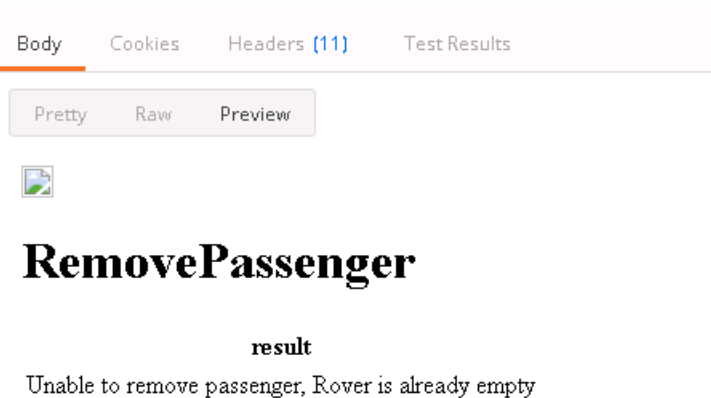 Body Cookies Headers (11) Test Results
Pretty Raw Preview
RemovePassenger
result
Unable to remove passenger, Rover is already empty